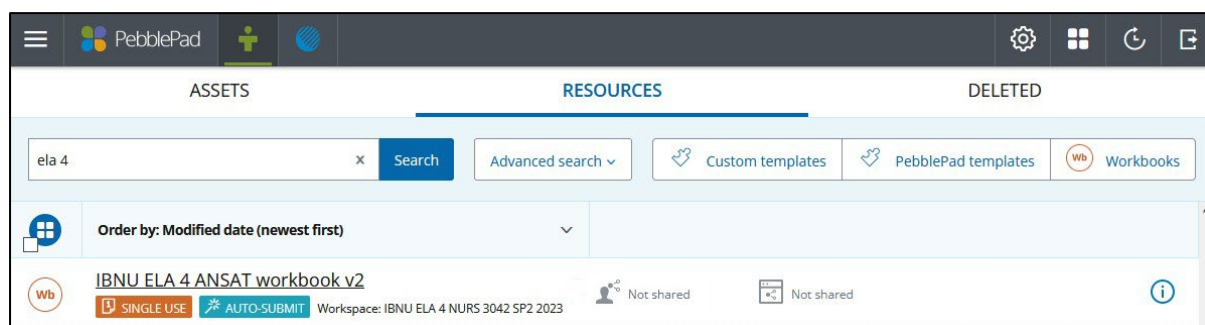 PebblePad
ASSETS RESOURCES DELETED
ela 4 x Search Advanced search Custom templates PebblePad templates Wb Workbooks
Order by: Modified date (newest first)
Wb IBNU ELA 4 ANSAT workbook v2 Not shared Not shared
SINGLE USE AUTO-SUBMIT Workspace: IBNU ELA 4 NURS 3042 SP2 2023